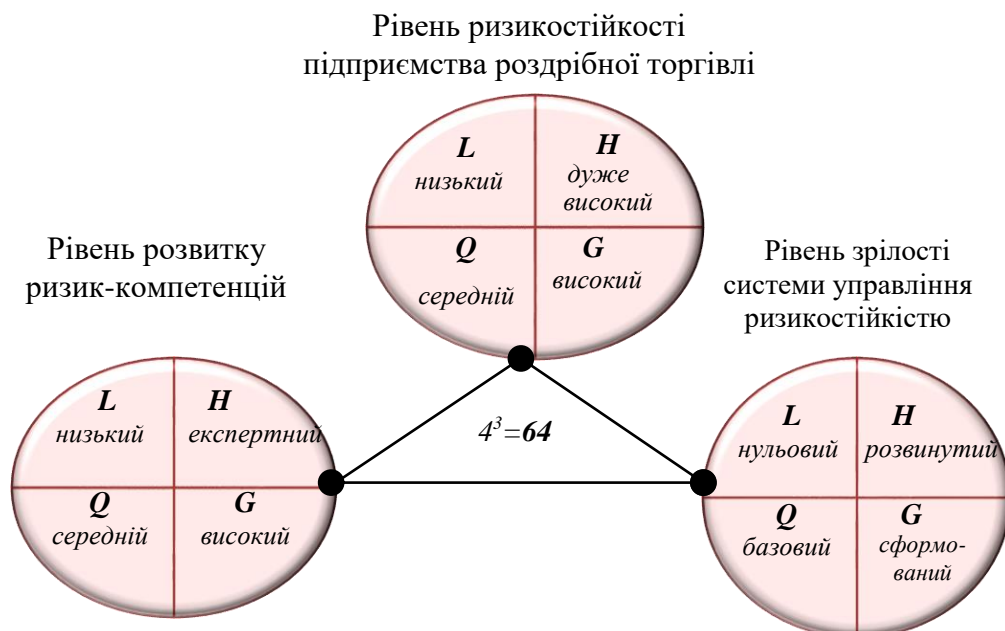 Рівень ризикостійкості
підприємства роздрібної торгівлі
L
низький
H
дуже
високий
Q
середній
G
високий
Рівень розвитку
ризик-компетенцій
L
низький
H
експертний
Q
середній
G
високий
4³=64
Рівень зрілості
системи управління
ризикостійкістю
L
нульовий
H
розвинутий
Q
базовий
G
сформо-
ваний